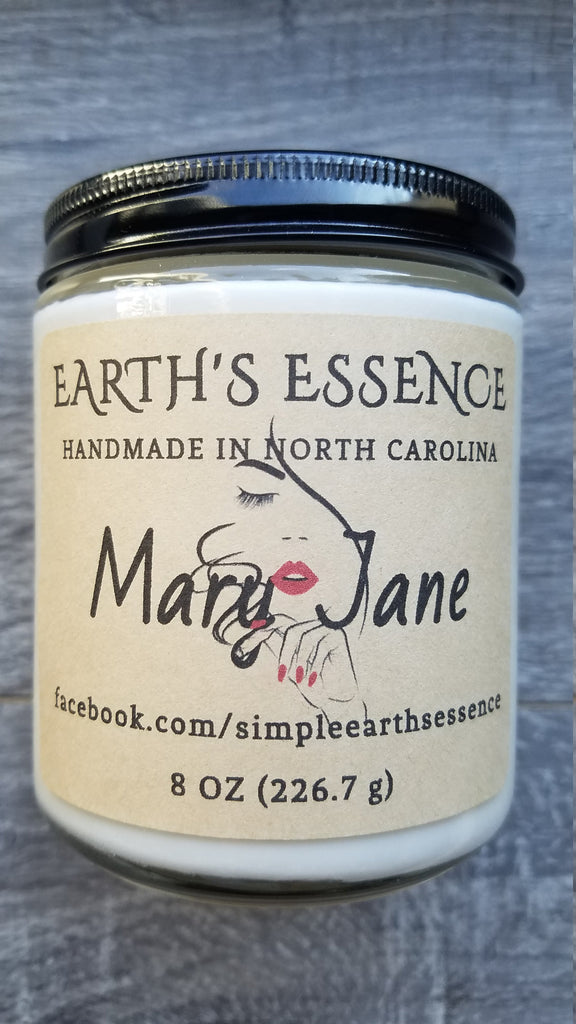 EARTH'S ESSENCE
HANDMADE IN NORTH CAROLINA
Mary Jane
facebook.com/simpleearthsessence
8 OZ (226.7 g)